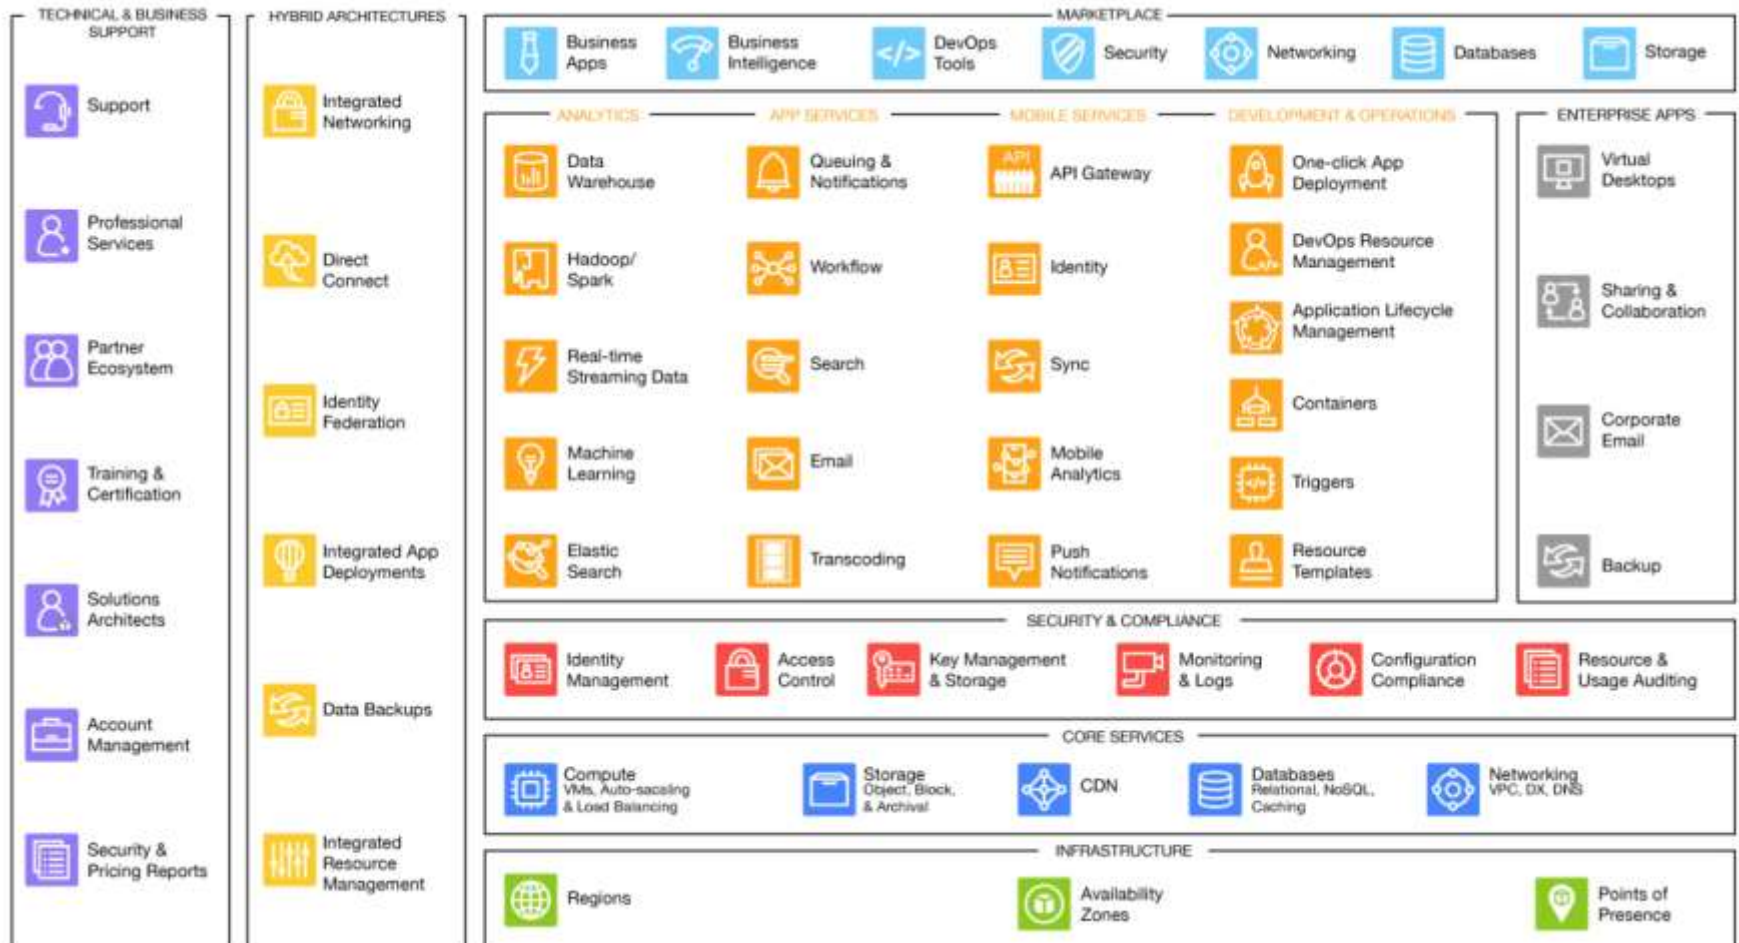 TECHNICAL & BUSINESS
SUPPORT
Support
Professional
Services
Partner
Ecosystem
Training &
Certification
Solutions
Architects
Account
Management
Security &
Pricing Reports
HYBRID ARCHITECTURES
Integrated
Networking
Direct
Connect
Identity
Federation
Integrated App
Deployments
Data Backups
Integrated
Resource
Management
MARKETPLACE
Business
Apps
Business
Intelligence
DevOps
Tools
Security
Networking
Databases
Storage
ANALYTICS
Data
Warehouse
Hadoop/
Spark
Real-time
Streaming Data
Machine
Learning
Elastic
Search
APP SERVICES
Queuing &
Notifications
Workflow
Search
Email
Transcoding
MOBILE SERVICES
API
API Gateway
Identity
Sync
Mobile
Analytics
Push
Notifications
DEVELOPMENT & OPERATIONS
One-click App
Deployment
DevOps Resource
Management
Application Lifecycle
Management
Containers
Triggers
Resource
Templates
ENTERPRISE APPS
Virtual
Desktops
Sharing &
Collaboration
Corporate
Email
Backup
SECURITY & COMPLIANCE
Identity
Management
Access
Control
Key Management
& Storage
Monitoring
& Logs
Configuration
Compliance
Resource &
Usage Auditing
CORE SERVICES
Compute
VMs, Auto-sacaling
& Load Balancing
Storage
Object, Block,
& Archival
CDN
Databases
Relational, NoSQL,
Caching
Networking
VPC, DX, DNS
INFRASTRUCTURE
Regions
Availability
Zones
Points of
Presence